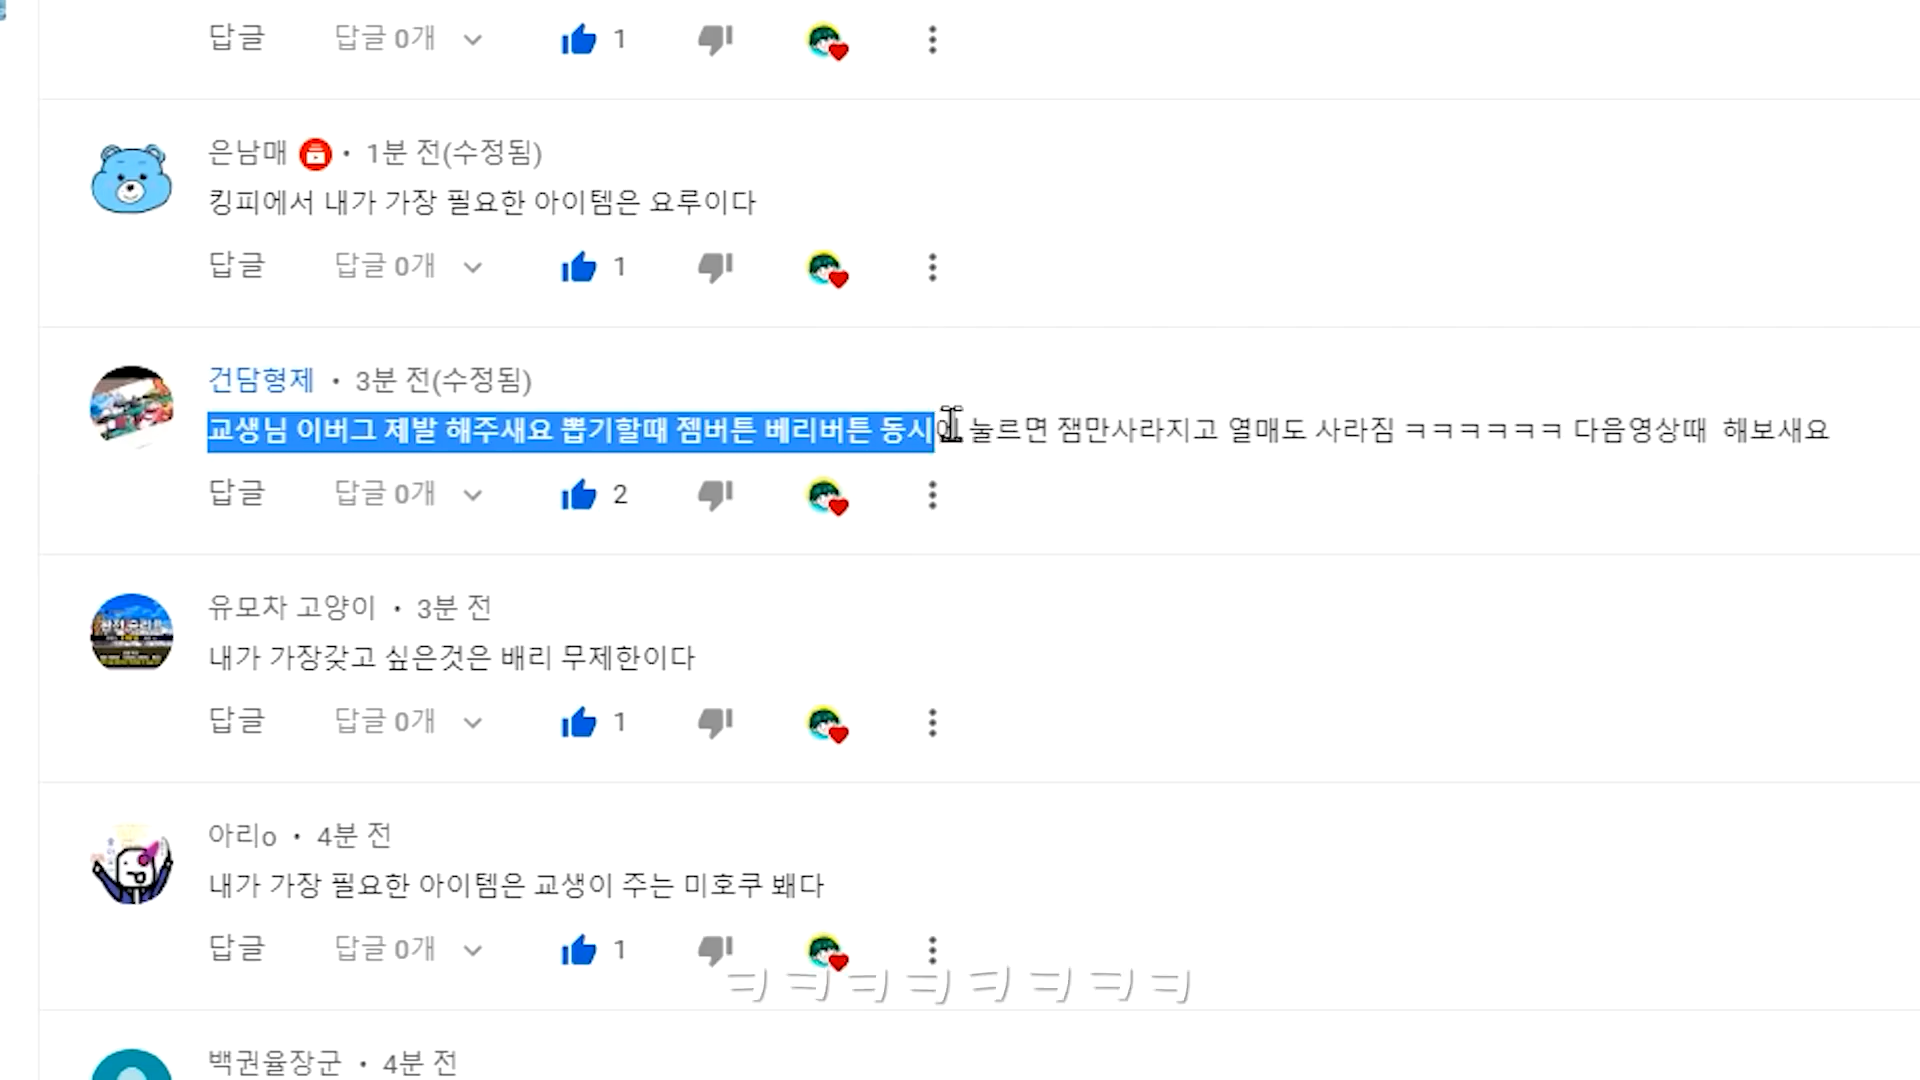 답글 답글 0개 1
은남매 · 1분 전(수정됨)
킹피에서 내가 가장 필요한 아이템은 요루이다
답글 답글 0개 1
건담형제 · 3분 전(수정됨)
교생님 이버그 제발 해주새요 뽑기할때 젬버튼 베리버튼 동시에 눌르면 잼만사라지고 열매도 사라짐 ㅋㅋㅋㅋㅋㅋ 다음영상때 해보새요
답글 답글 0개 2
유모차 고양이 · 3분 전
내가 가장갖고 싶은것은 배리 무제한이다
답글 답글 0개 1
아리o · 4분 전
내가 가장 필요한 아이템은 교생이 주는 미호쿠 봬다
답글 답글 0개 1
ㅋㅋㅋㅋㅋㅋㅋㅋ
백권율장군 · 4분 전